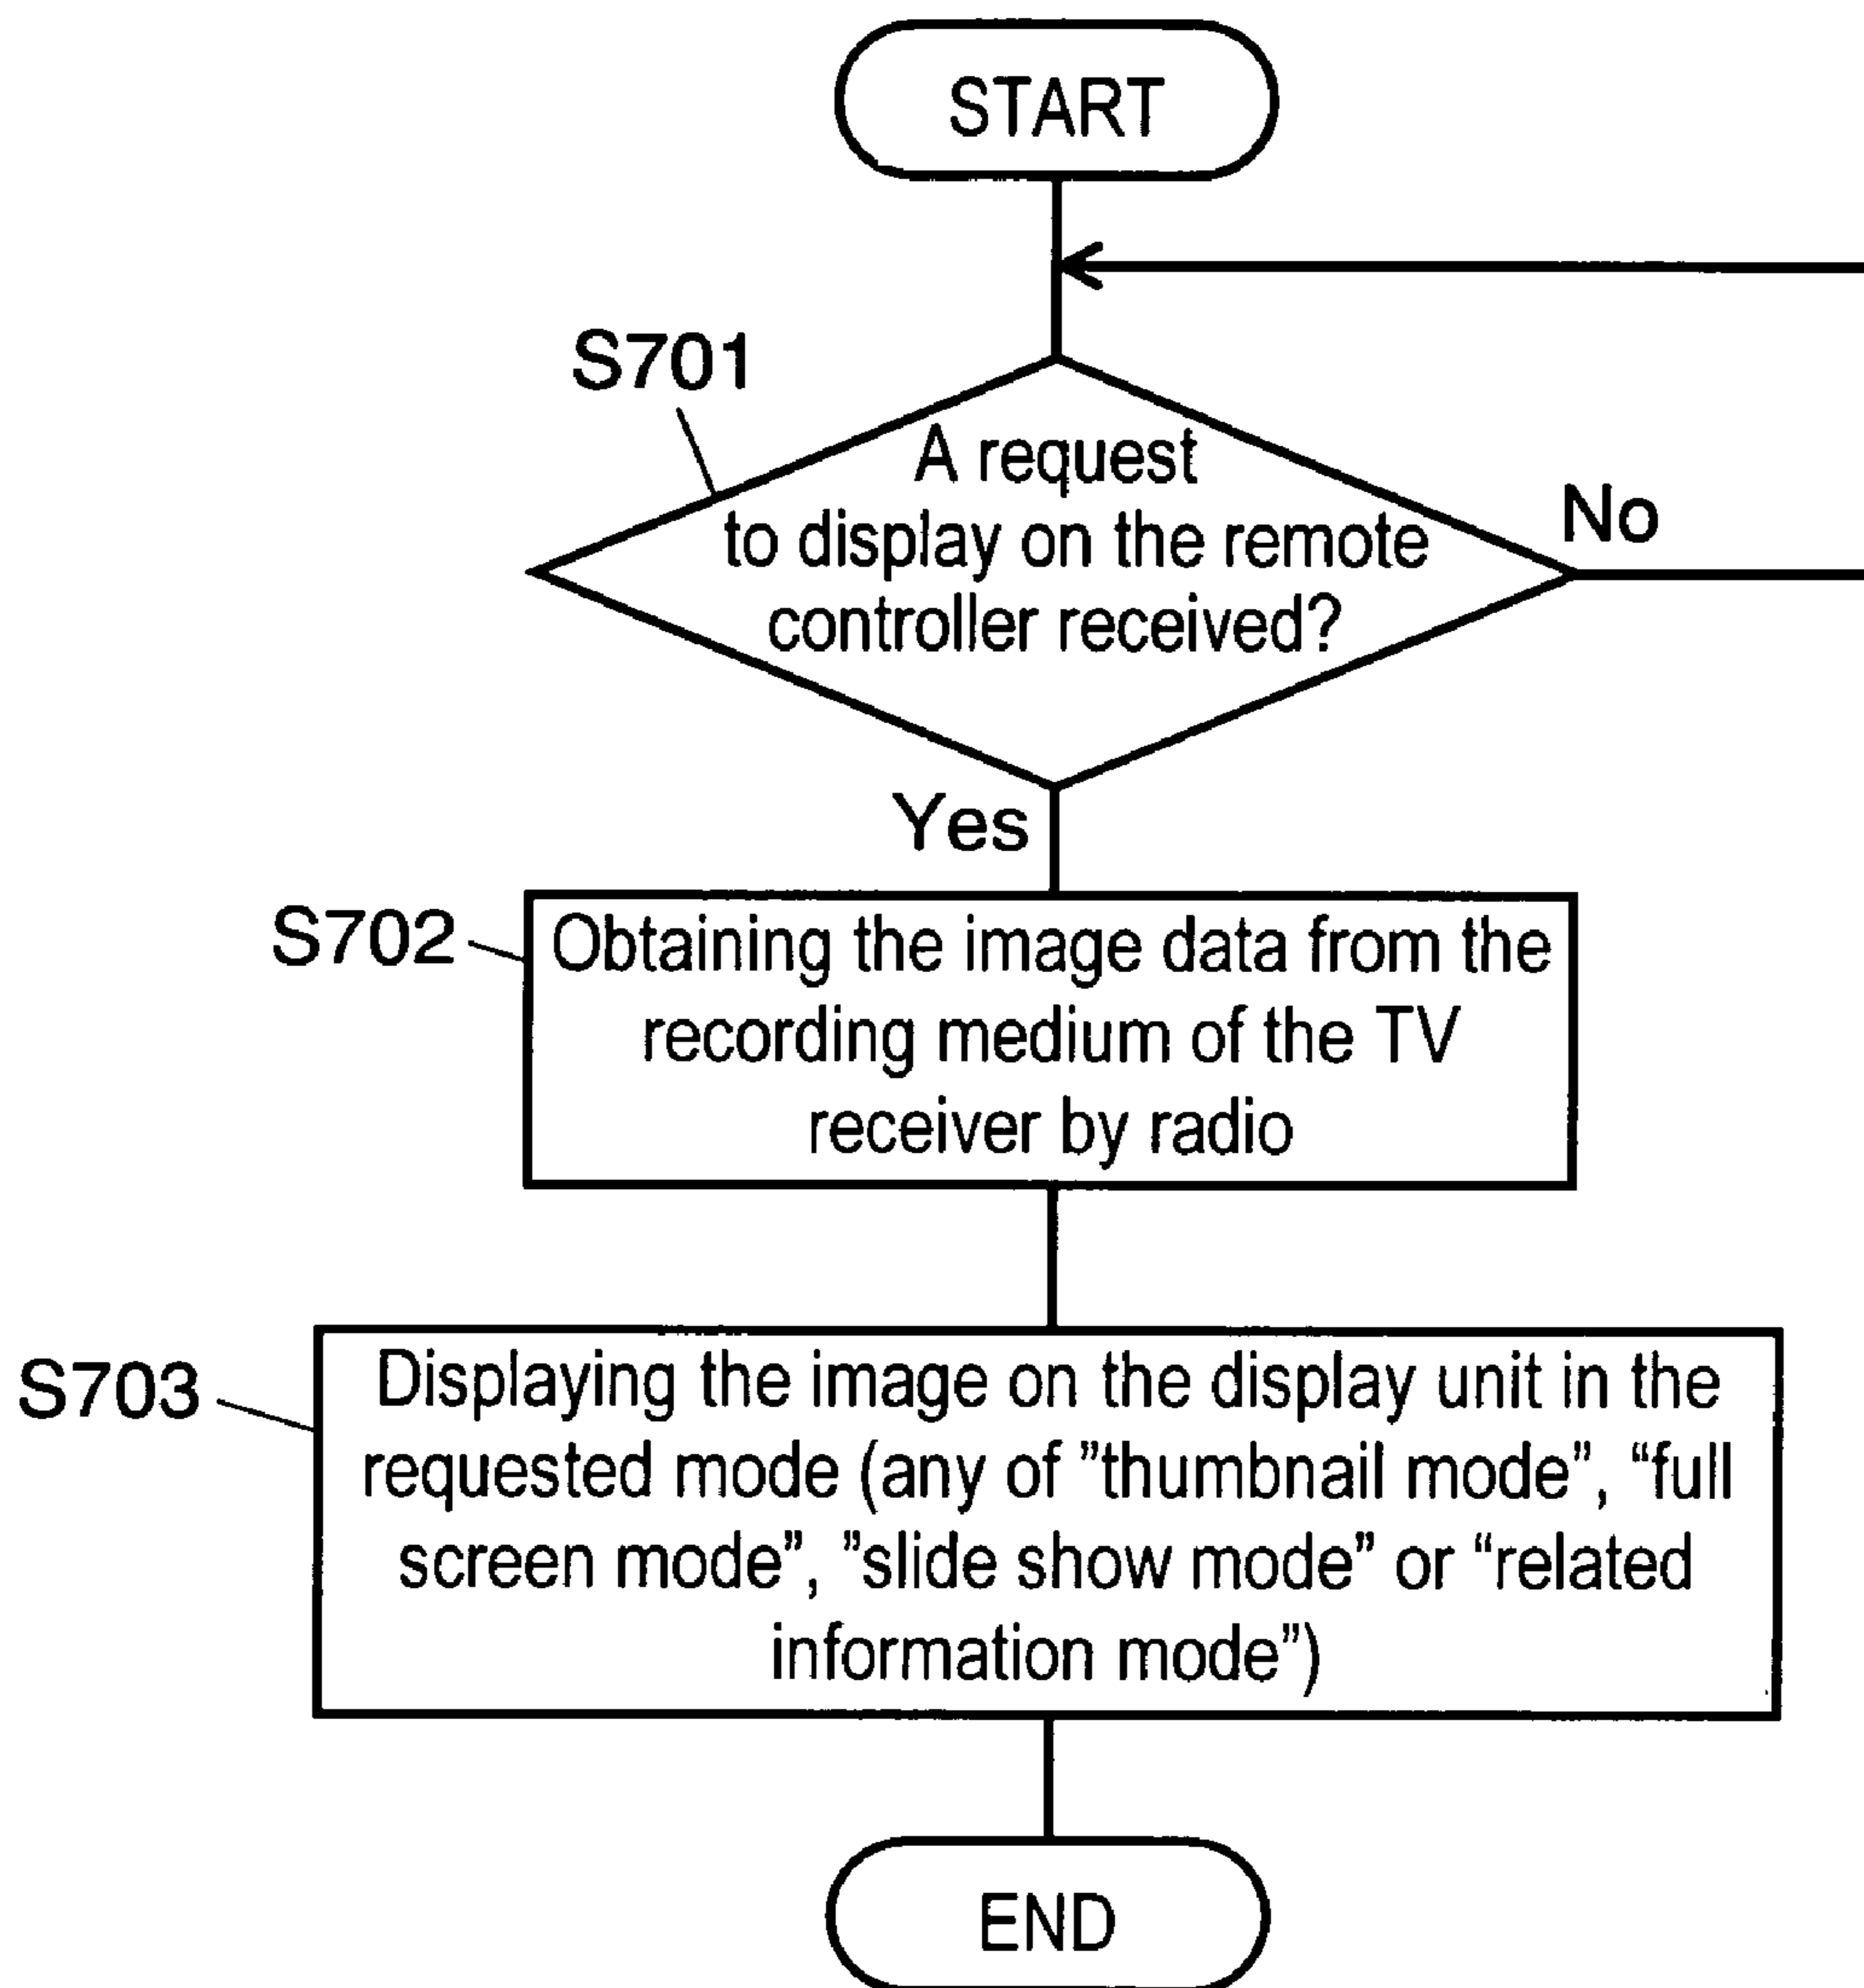 START
S701
A request
to display on the remote
controller received?
No
Yes
S702
Obtaining the image data from the
recording medium of the TV
receiver by radio
S703
Displaying the image on the display unit in the
requested mode (any of ”thumbnail mode”, “full
screen mode”, ”slide show mode” or “related
information mode”)
END